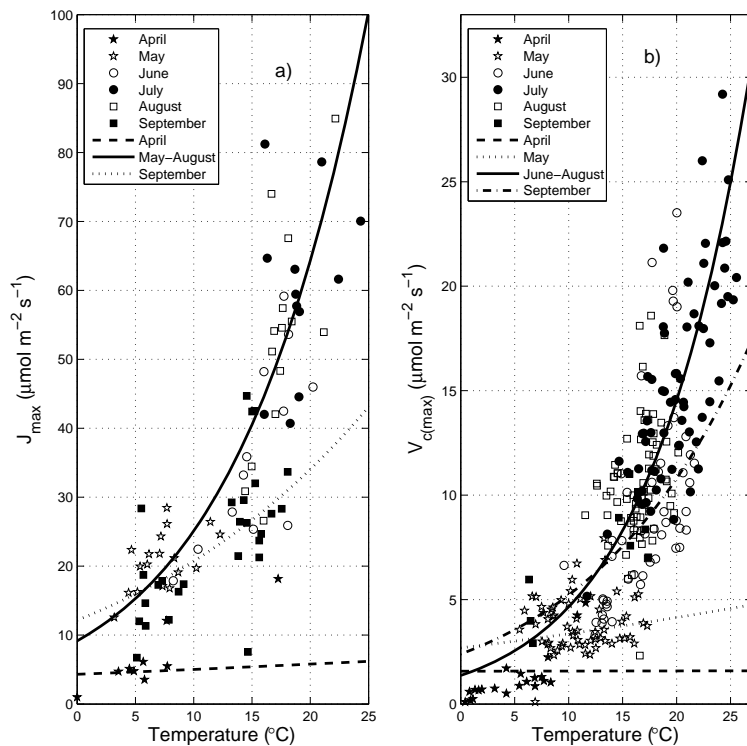 a)
April
May
June
July
August
September
April
May−August
September
100
90
80
70
60
50
40
30
20
10
0
J max (μmol m−2 s−1)
0 5 10 15 20 25
Temperature (°C)
b)
April
May
June
July
August
September
April
May
June−August
September
30
25
20
15
10
5
0
V c(max) (μmol m−2 s−1)
0 5 10 15 20 25
Temperature (°C)